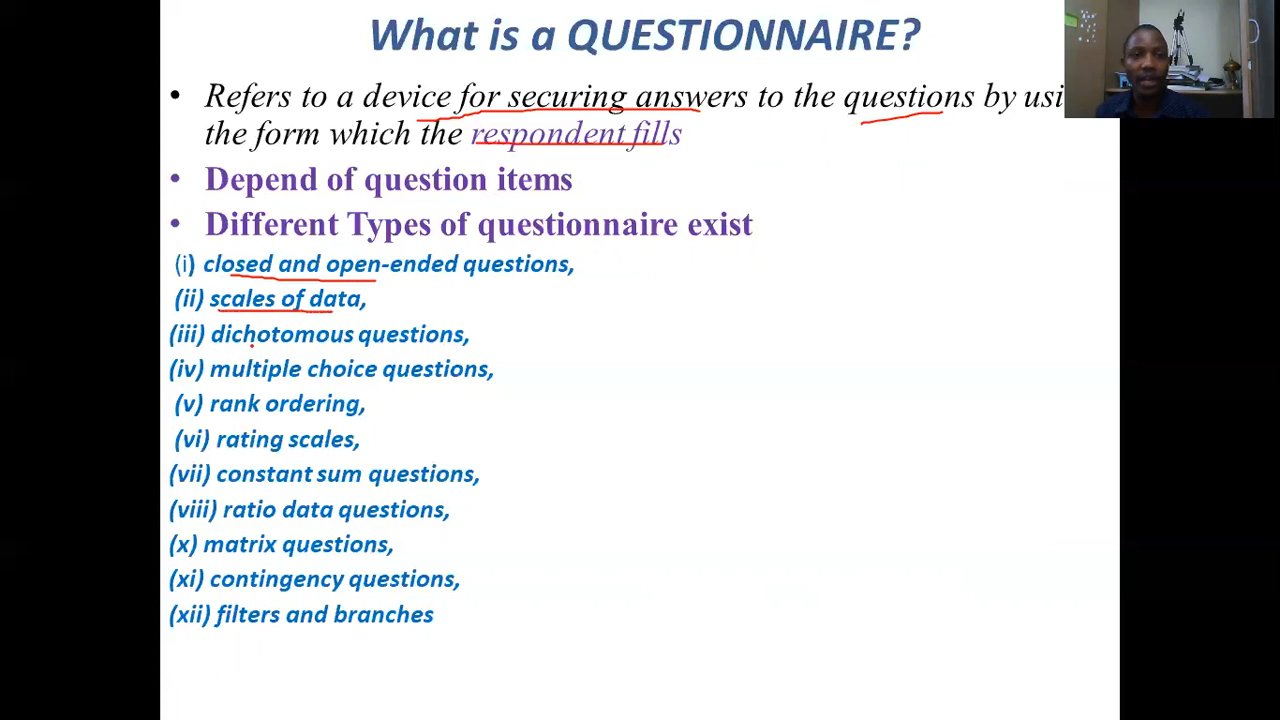 What is a QUESTIONNAIRE?
• Refers to a device for securing answers to the questions by usi
the form which the respondent fills
• Depend of question items
• Different Types of questionnaire exist
(i) closed and open-ended questions,
(ii) scales of data,
(iii) dichotomous questions,
(iv) multiple choice questions,
(v) rank ordering,
(vi) rating scales,
(vii) constant sum questions,
(viii) ratio data questions,
(x) matrix questions,
(xi) contingency questions,
(xii) filters and branches